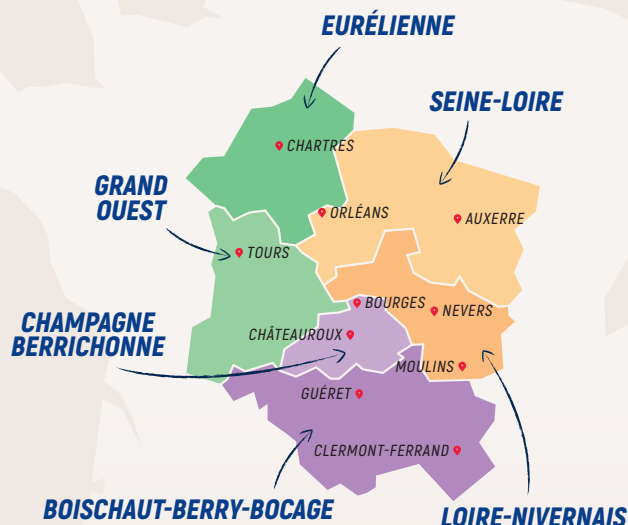 EURÉLIENNE
SEINE-LOIRE
CHARTRES
GRAND
OUEST
ORLÉANS
AUXERRE
TOURS
BOURGES
NEVERS
CHAMPAGNE
BERRICHONNE
CHÂTEAUROUX
MOULINS
GUÉRET
CLERMONT-FERRAND
BOISCHAUT-BERRY-BOCAGE
LOIRE-NIVERNAIS